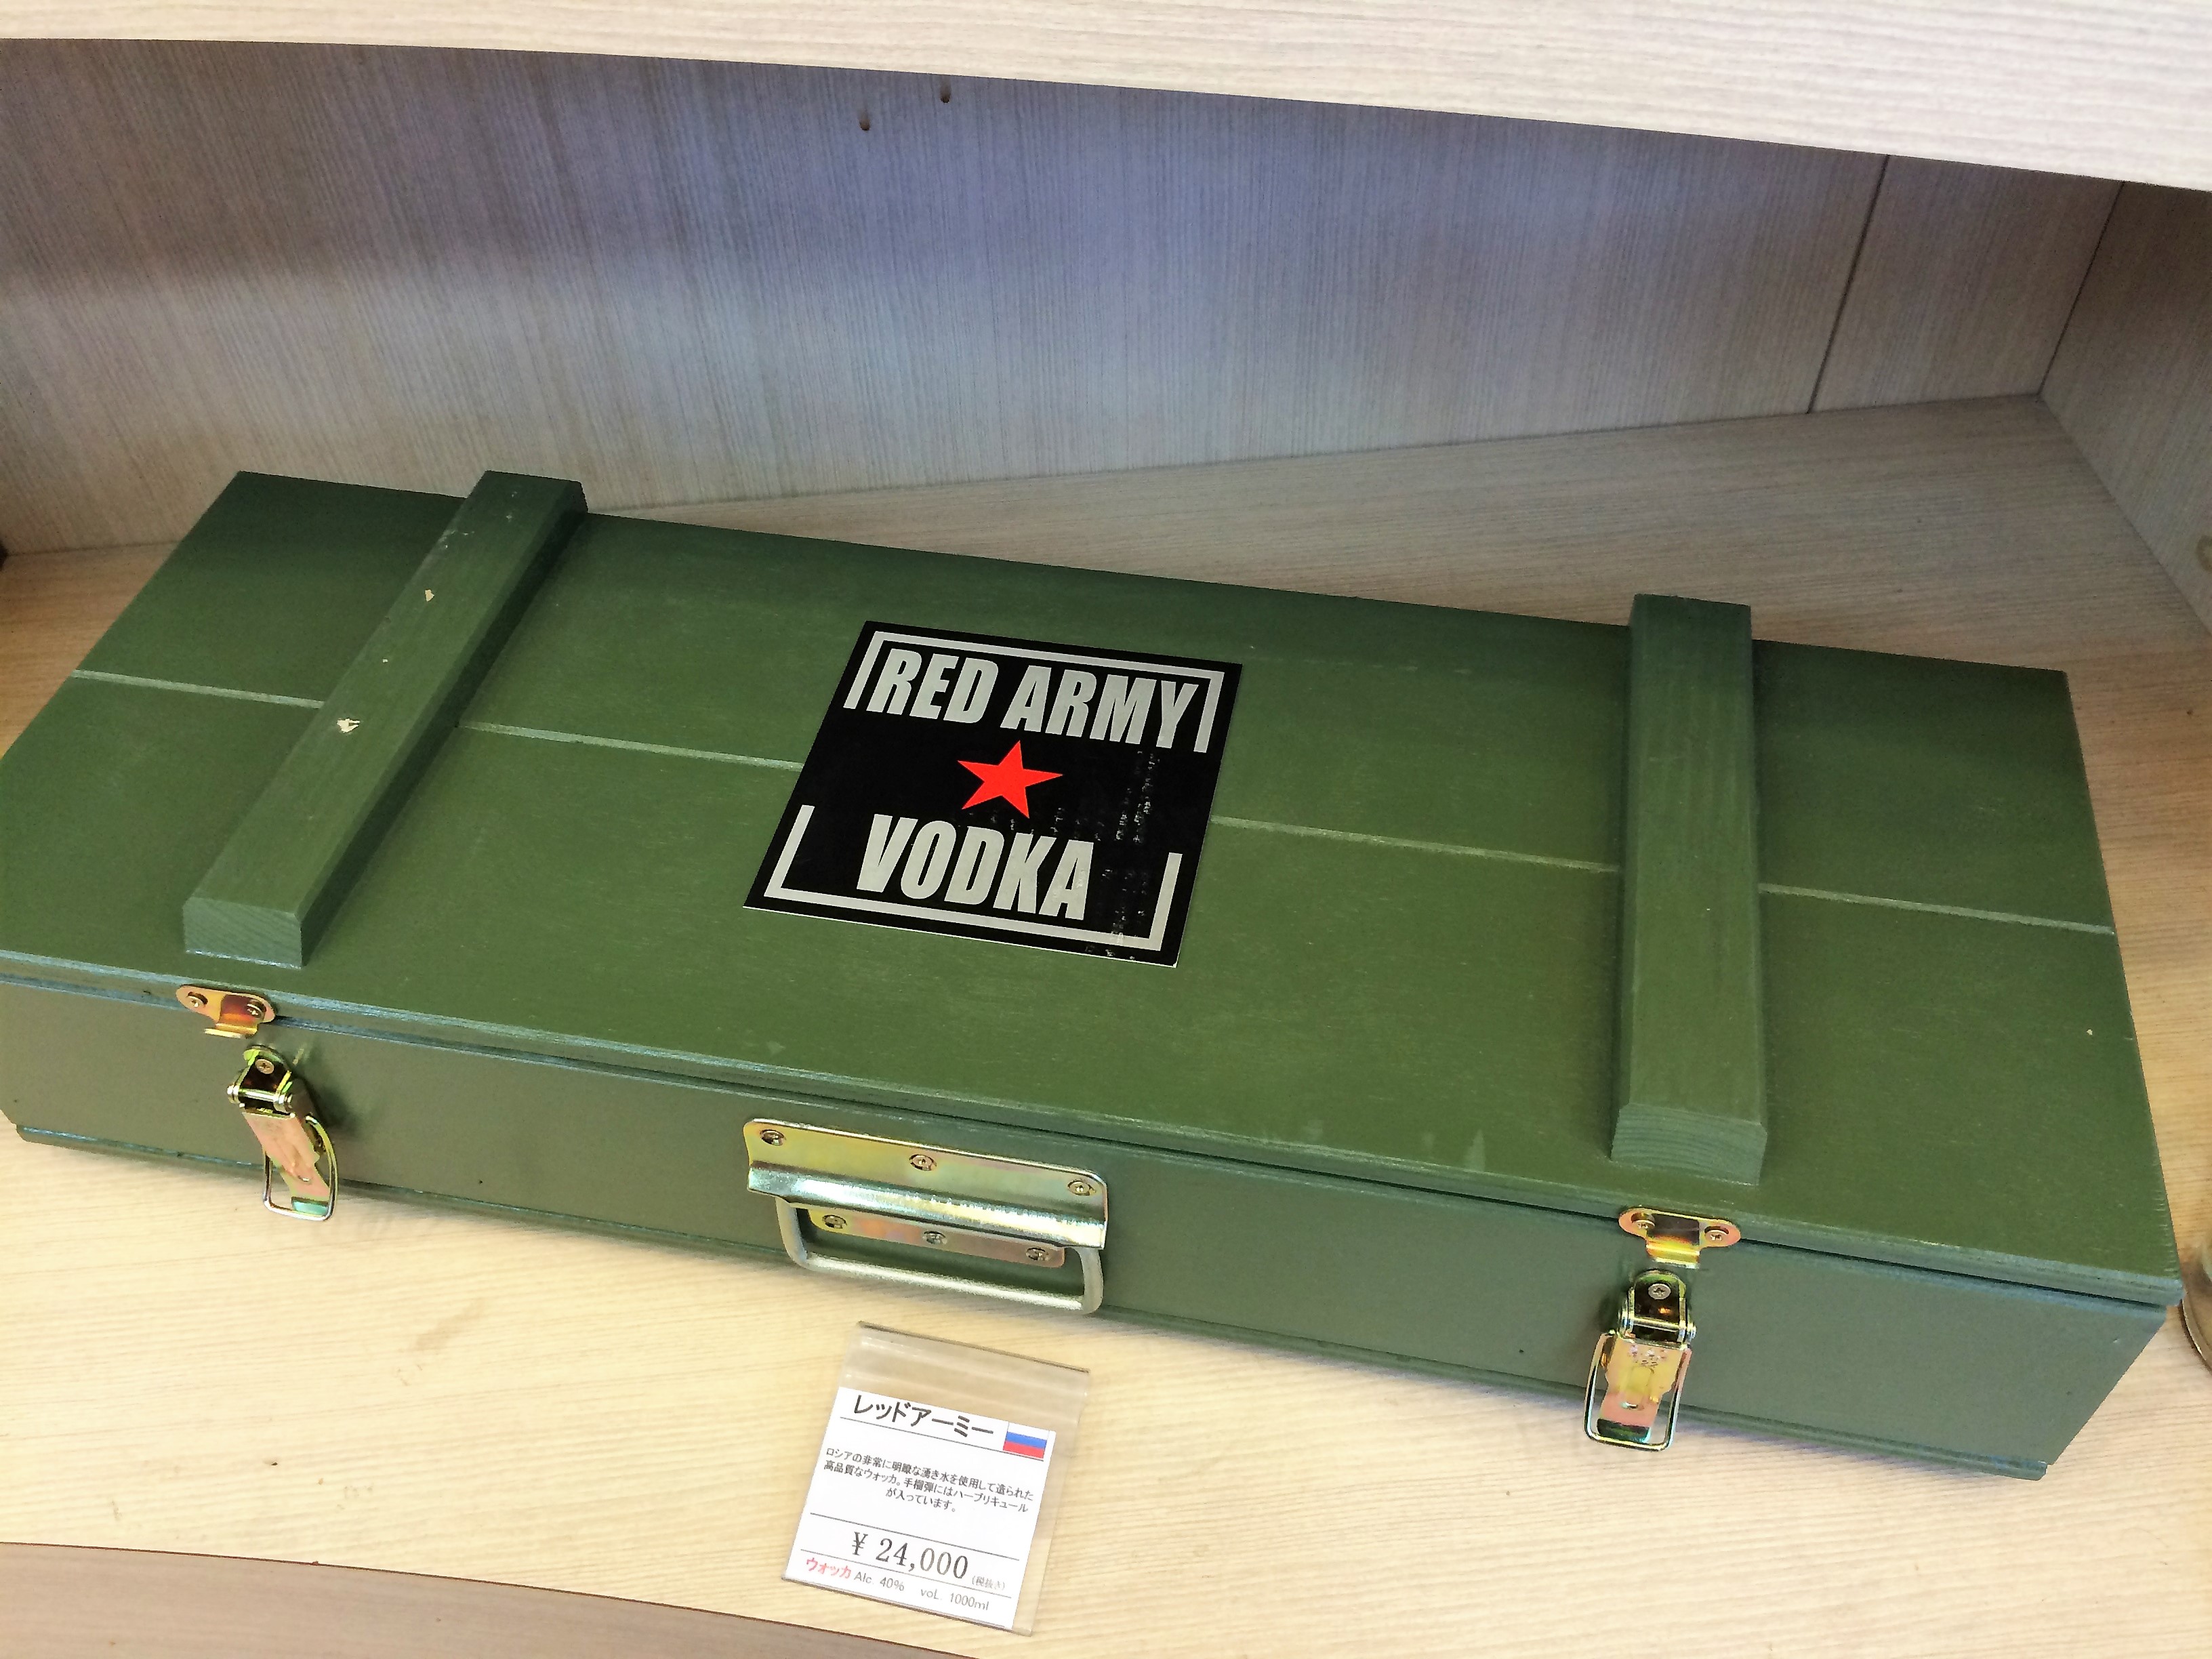 RED ARMY
VODKA
レッドアーミー
ロシアの非常に明瞭な湧き水を使用して造られた
高品質なウォッカ。手榴弾にはハーブリキュール
が入っています。
¥ 24,000 (税抜き)
ウォッカ Alc. 40% voL. 1000ml